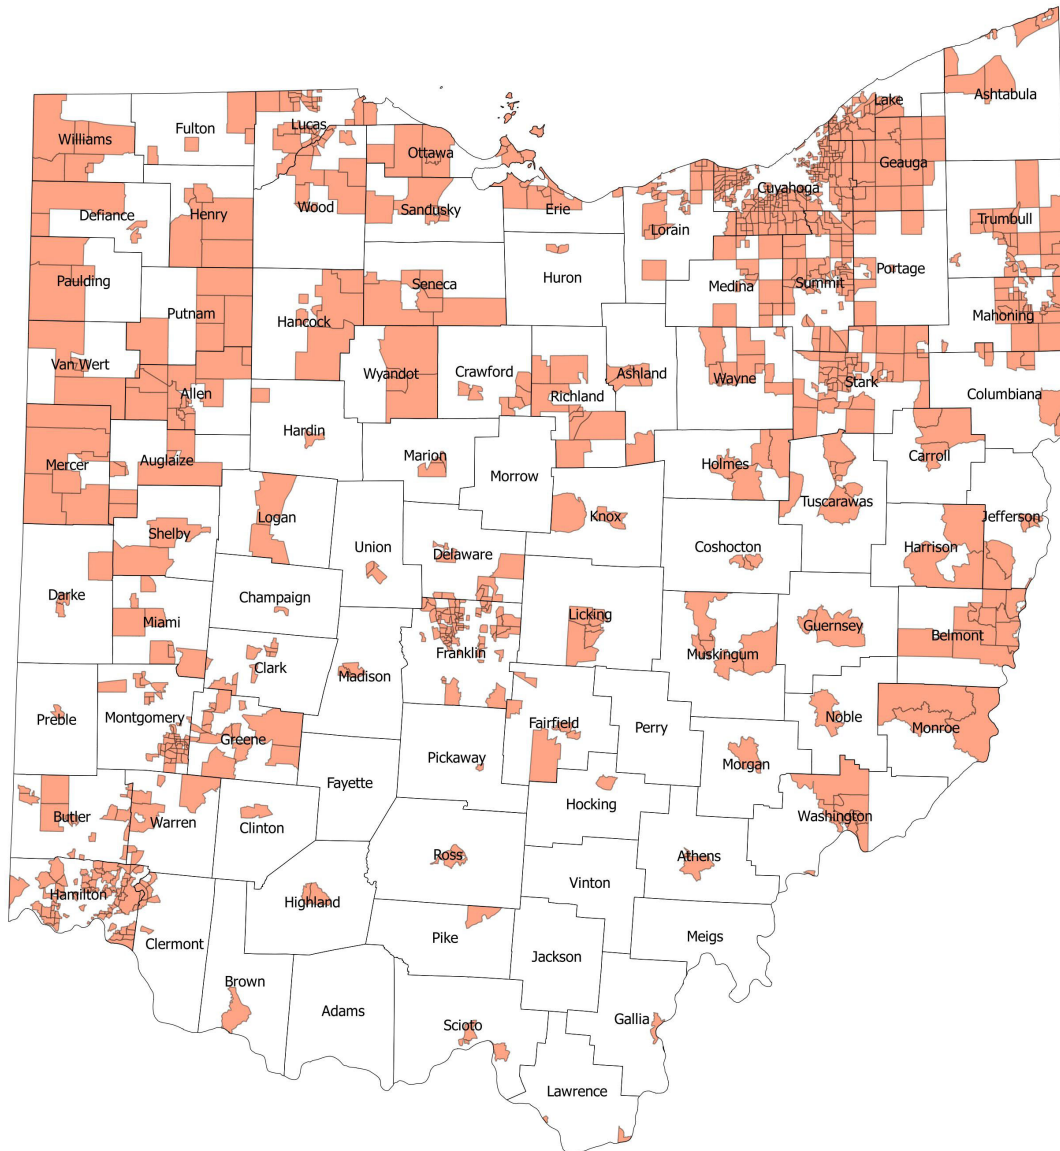 Lake
Ashtabula
Williams
Fulton
Lucas
Ottawa
Geauga
Cuyahoga
Defiance
Henry
Wood
Sandusky
Erie
Lorain
Trumbull
Paulding
Putnam
Hancock
Seneca
Huron
Medina
Summit
Portage
Mahoning
Van Wert
Allen
Wyandot
Crawford
Richland
Ashland
Wayne
Stark
Columbiana
Hardin
Mercer
Auglaize
Marion
Morrow
Holmes
Carroll
Tuscarawas
Logan
Knox
Jefferson
Shelby
Union
Delaware
Coshocton
Harrison
Darke
Champaign
Miami
Licking
Guernsey
Belmont
Franklin
Muskingum
Clark
Madison
Preble
Montgomery
Greene
Fairfield
Perry
Noble
Monroe
Pickaway
Morgan
Fayette
Hocking
Butler
Warren
Clinton
Washington
Ross
Athens
Hamilton
Vinton
Highland
Clermont
Pike
Meigs
Jackson
Brown
Adams
Scioto
Gallia
Lawrence